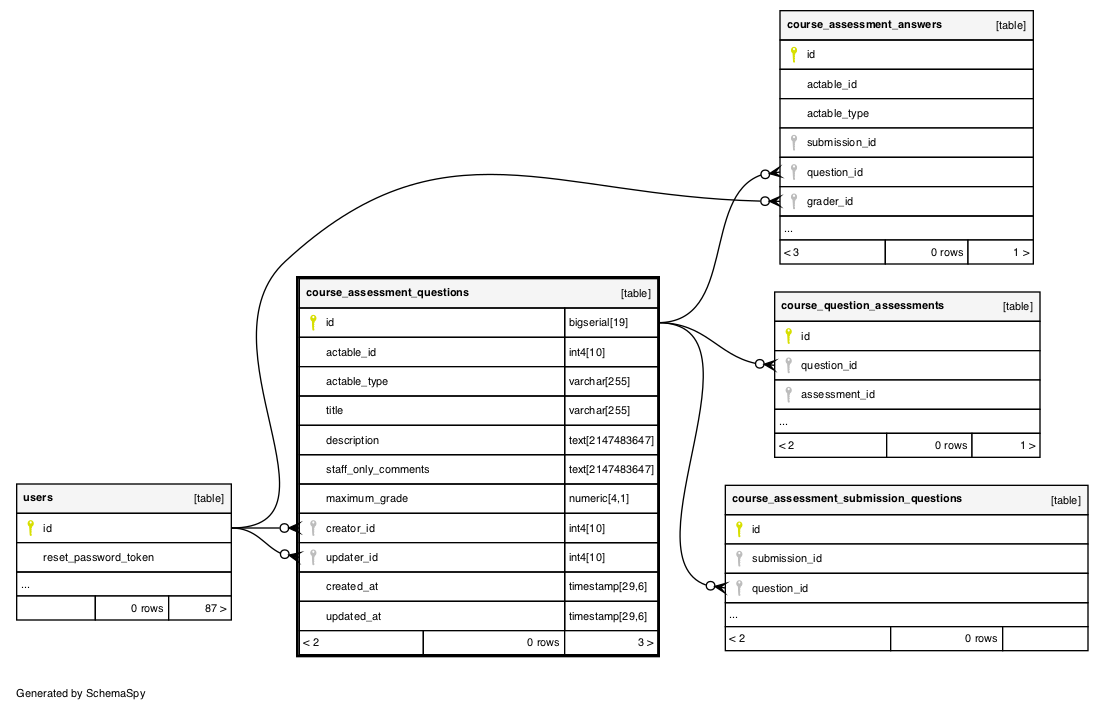 course_assessment_answers [table]
id
actable_id
actable_type
submission_id
question_id
grader_id
...
< 3 0 rows 1 >
course_assessment_questions [table]
id bigserial[19]
actable_id int4[10]
actable_type varchar[255]
title varchar[255]
description text[2147483647]
staff_only_comments text[2147483647]
maximum_grade numeric[4,1]
creator_id int4[10]
updater_id int4[10]
created_at timestamp[29,6]
updated_at timestamp[29,6]
< 2 0 rows 3 >
course_question_assessments [table]
id
question_id
assessment_id
...
< 2 0 rows 1 >
users [table]
id
reset_password_token
...
0 rows 87 >
course_assessment_submission_questions [table]
id
submission_id
question_id
...
< 2 0 rows
Generated by SchemaSpy